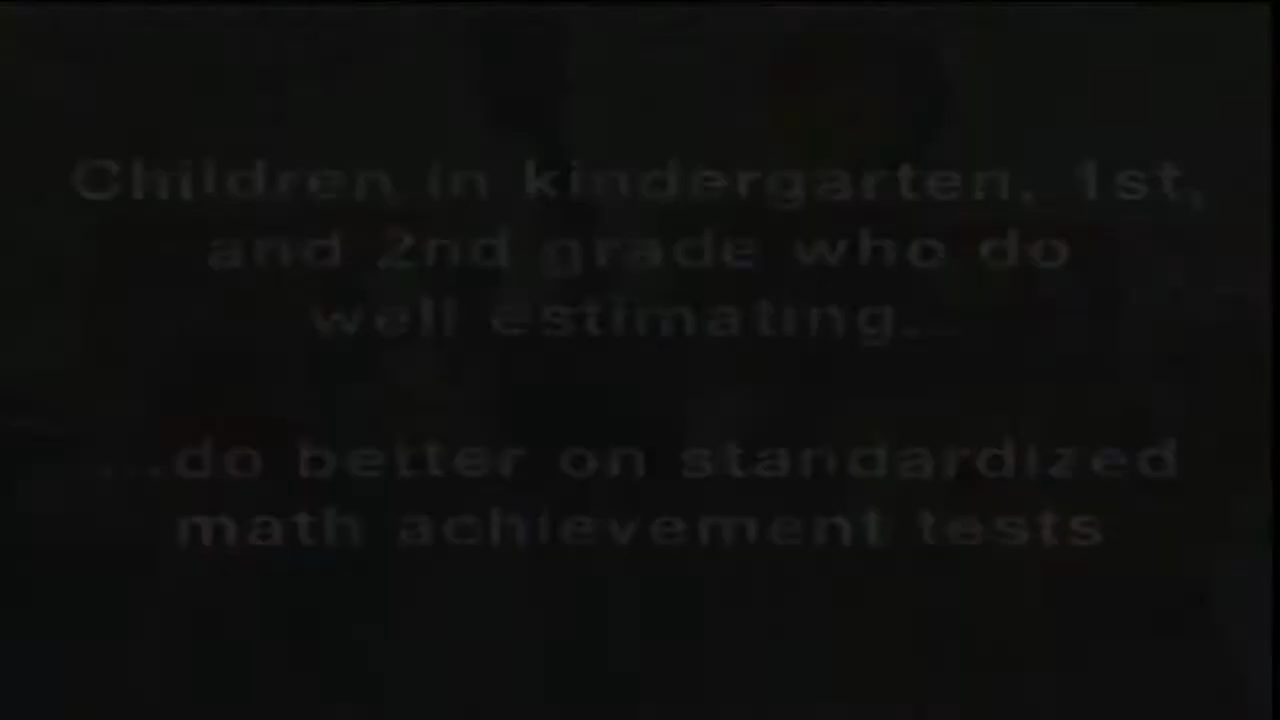 Children in kindergarten, 1st,
and 2nd grade who do
well estimating.
...do better on standardized
math achievement tests